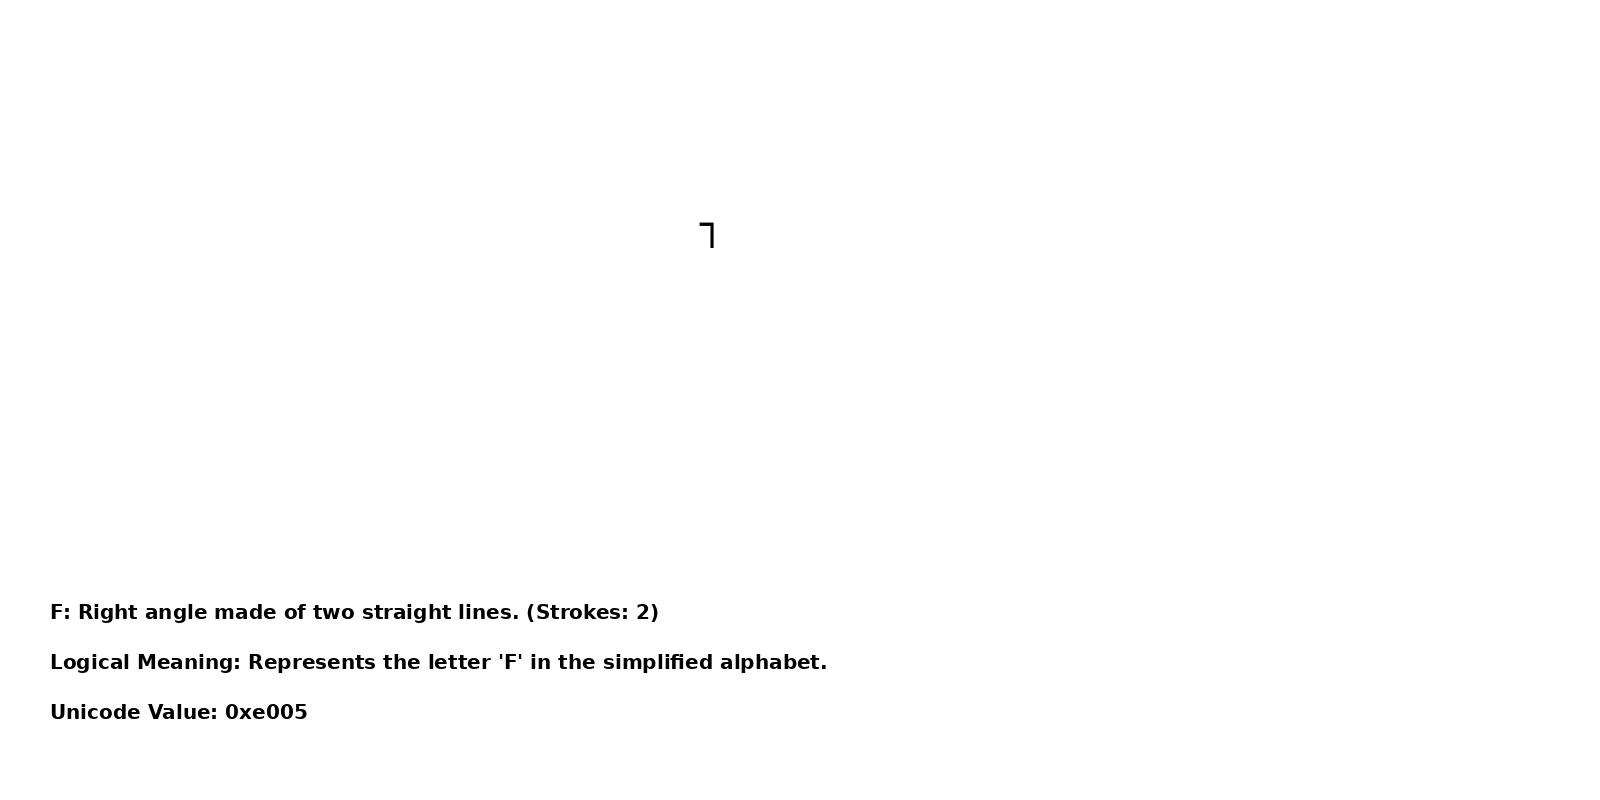 ¬
F: Right angle made of two straight lines. (Strokes: 2)
Logical Meaning: Represents the letter 'F' in the simplified alphabet.
Unicode Value: 0xe005